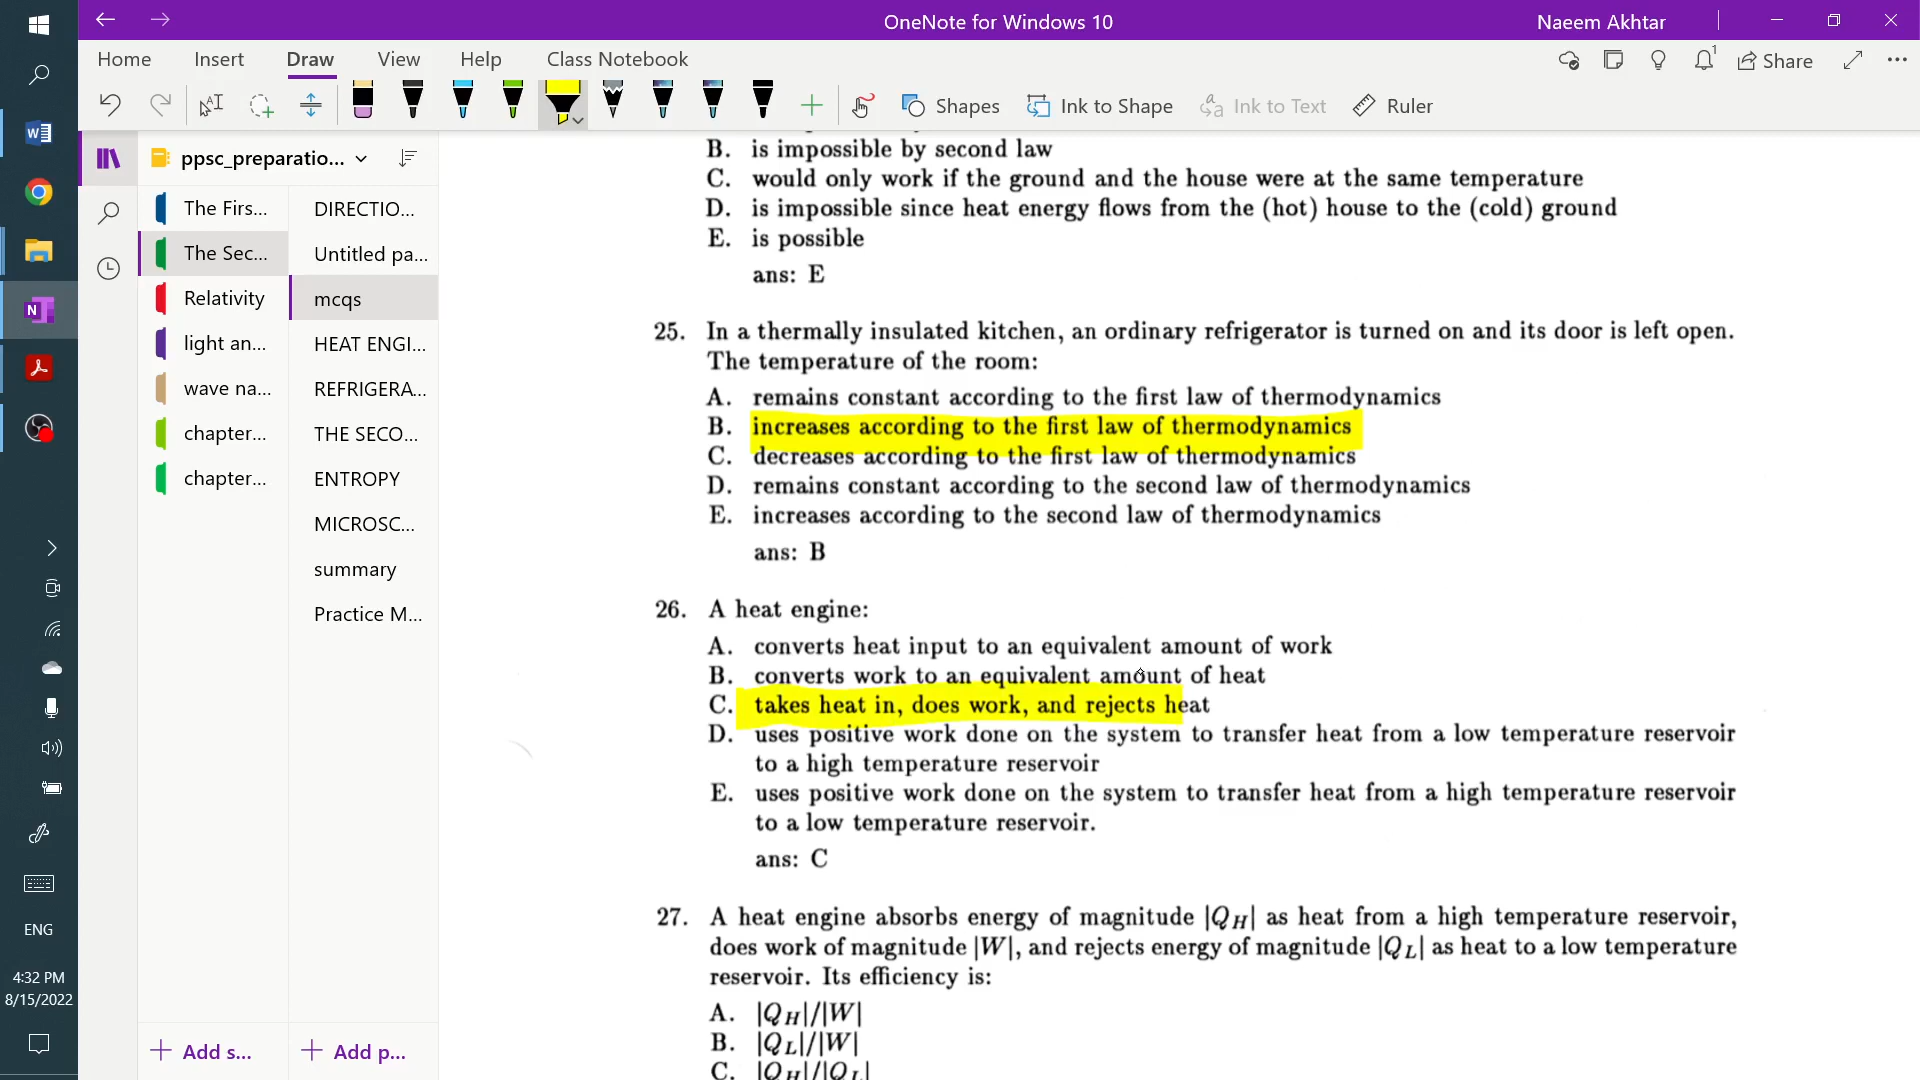 OneNote for Windows 10
Naeem Akhtar
Home
Insert
Draw
View
Help
Class Notebook
1
Share
Shapes
Ink to Shape
Ink to Text
Ruler
ppsc_preparatio...
The Firs...
The Sec...
Relativity
light an...
wave na...
chapter...
chapter...
DIRECTIO...
Untitled pa...
mcqs
HEAT ENGI...
REFRIGERA...
THE SECO...
ENTROPY
MICROSC...
summary
Practice M...
Add s...
Add p...
ENG
4:32 PM
8/15/2022
B. is impossible by second law
C. would only work if the ground and the house were at the same temperature
D. is impossible since heat energy flows from the (hot) house to the (cold) ground
E. is possible
ans: E
25. In a thermally insulated kitchen, an ordinary refrigerator is turned on and its door is left open.
The temperature of the room:
A. remains constant according to the first law of thermodynamics
B. increases according to the first law of thermodynamics
C. decreases according to the first law of thermodynamics
D. remains constant according to the second law of thermodynamics
E. increases according to the second law of thermodynamics
ans: B
26. A heat engine:
A. converts heat input to an equivalent amount of work
B. converts work to an equivalent amount of heat
C. takes heat in, does work, and rejects heat
D. uses positive work done on the system to transfer heat from a low temperature reservoir
to a high temperature reservoir
E. uses positive work done on the system to transfer heat from a high temperature reservoir
to a low temperature reservoir.
ans: C
27. A heat engine absorbs energy of magnitude |QH| as heat from a high temperature reservoir,
does work of magnitude |W|, and rejects energy of magnitude |QL| as heat to a low temperature
reservoir. Its efficiency is:
A. |QH|/|W|
B. |QL|/|W|
C. |QH|/|QL|